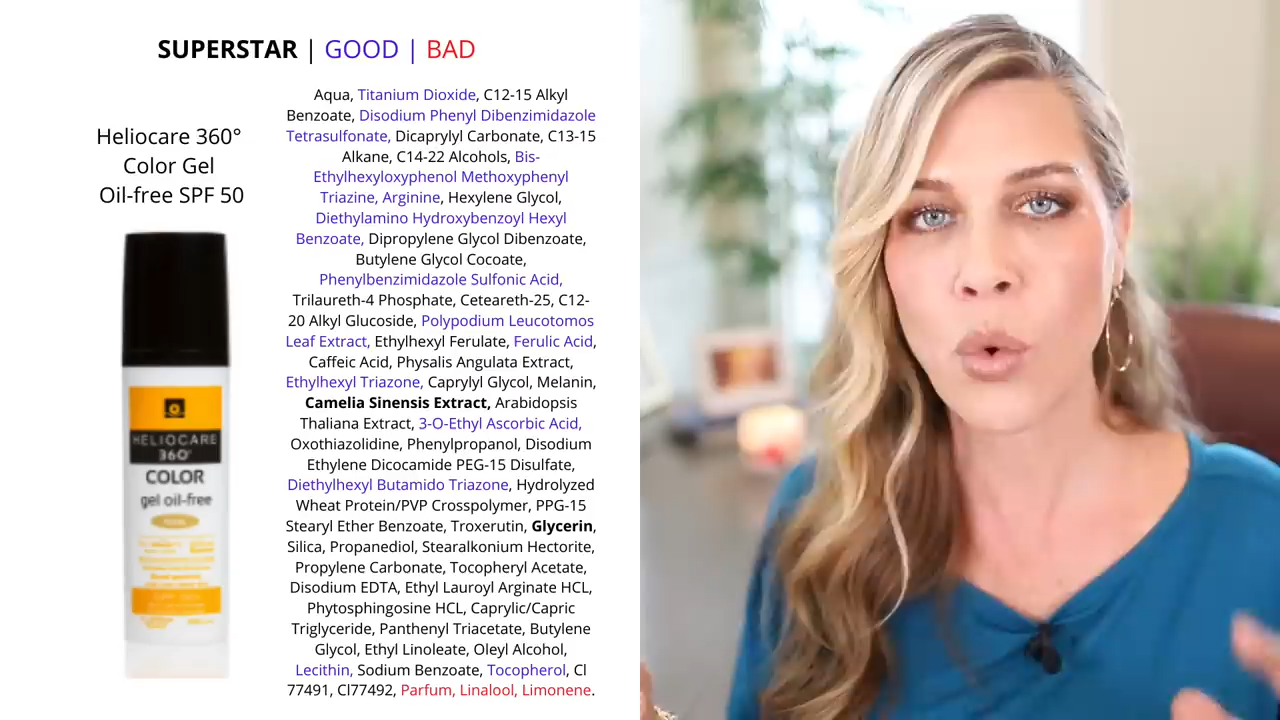 SUPERSTAR | GOOD | BAD
Heliocare 360°
Color Gel
Oil-free SPF 50
Aqua, Titanium Dioxide, C12-15 Alkyl
Benzoate, Disodium Phenyl Dibenzimidazole
Tetrasulfonate, Dicaprylyl Carbonate, C13-15
Alkane, C14-22 Alcohols, Bis-
Ethylhexyloxyphenol Methoxyphenyl
Triazine, Arginine, Hexylene Glycol,
Diethylamino Hydroxybenzoyl Hexyl
Benzoate, Dipropylene Glycol Dibenzoate,
Butylene Glycol Cocoate,
Phenylbenzimidazole Sulfonic Acid,
Trilaureth-4 Phosphate, Ceteareth-25, C12-
20 Alkyl Glucoside, Polypodium Leucotomos
Leaf Extract, Ethylhexyl Ferulate, Ferulic Acid,
Caffeic Acid, Physalis Angulata Extract,
Ethylhexyl Triazone, Caprylyl Glycol, Melanin,
Camelia Sinensis Extract, Arabidopsis
Thaliana Extract, 3-O-Ethyl Ascorbic Acid,
Oxothiazolidine, Phenylpropanol, Disodium
Ethylene Dicocamide PEG-15 Disulfate,
Diethylhexyl Butamido Triazone, Hydrolyzed
Wheat Protein/PVP Crosspolymer, PPG-15
Stearyl Ether Benzoate, Troxerutin, Glycerin,
Silica, Propanediol, Stearalkonium Hectorite,
Propylene Carbonate, Tocopheryl Acetate,
Disodium EDTA, Ethyl Lauroyl Arginate HCL,
Phytosphingosine HCL, Caprylic/Capric
Triglyceride, Panthenyl Triacetate, Butylene
Glycol, Ethyl Linoleate, Oleyl Alcohol,
Lecithin, Sodium Benzoate, Tocopherol, Cl
77491, Cl77492, Parfum, Linalool, Limonene.
HELIOCARE
360°
COLOR
gel oil-free